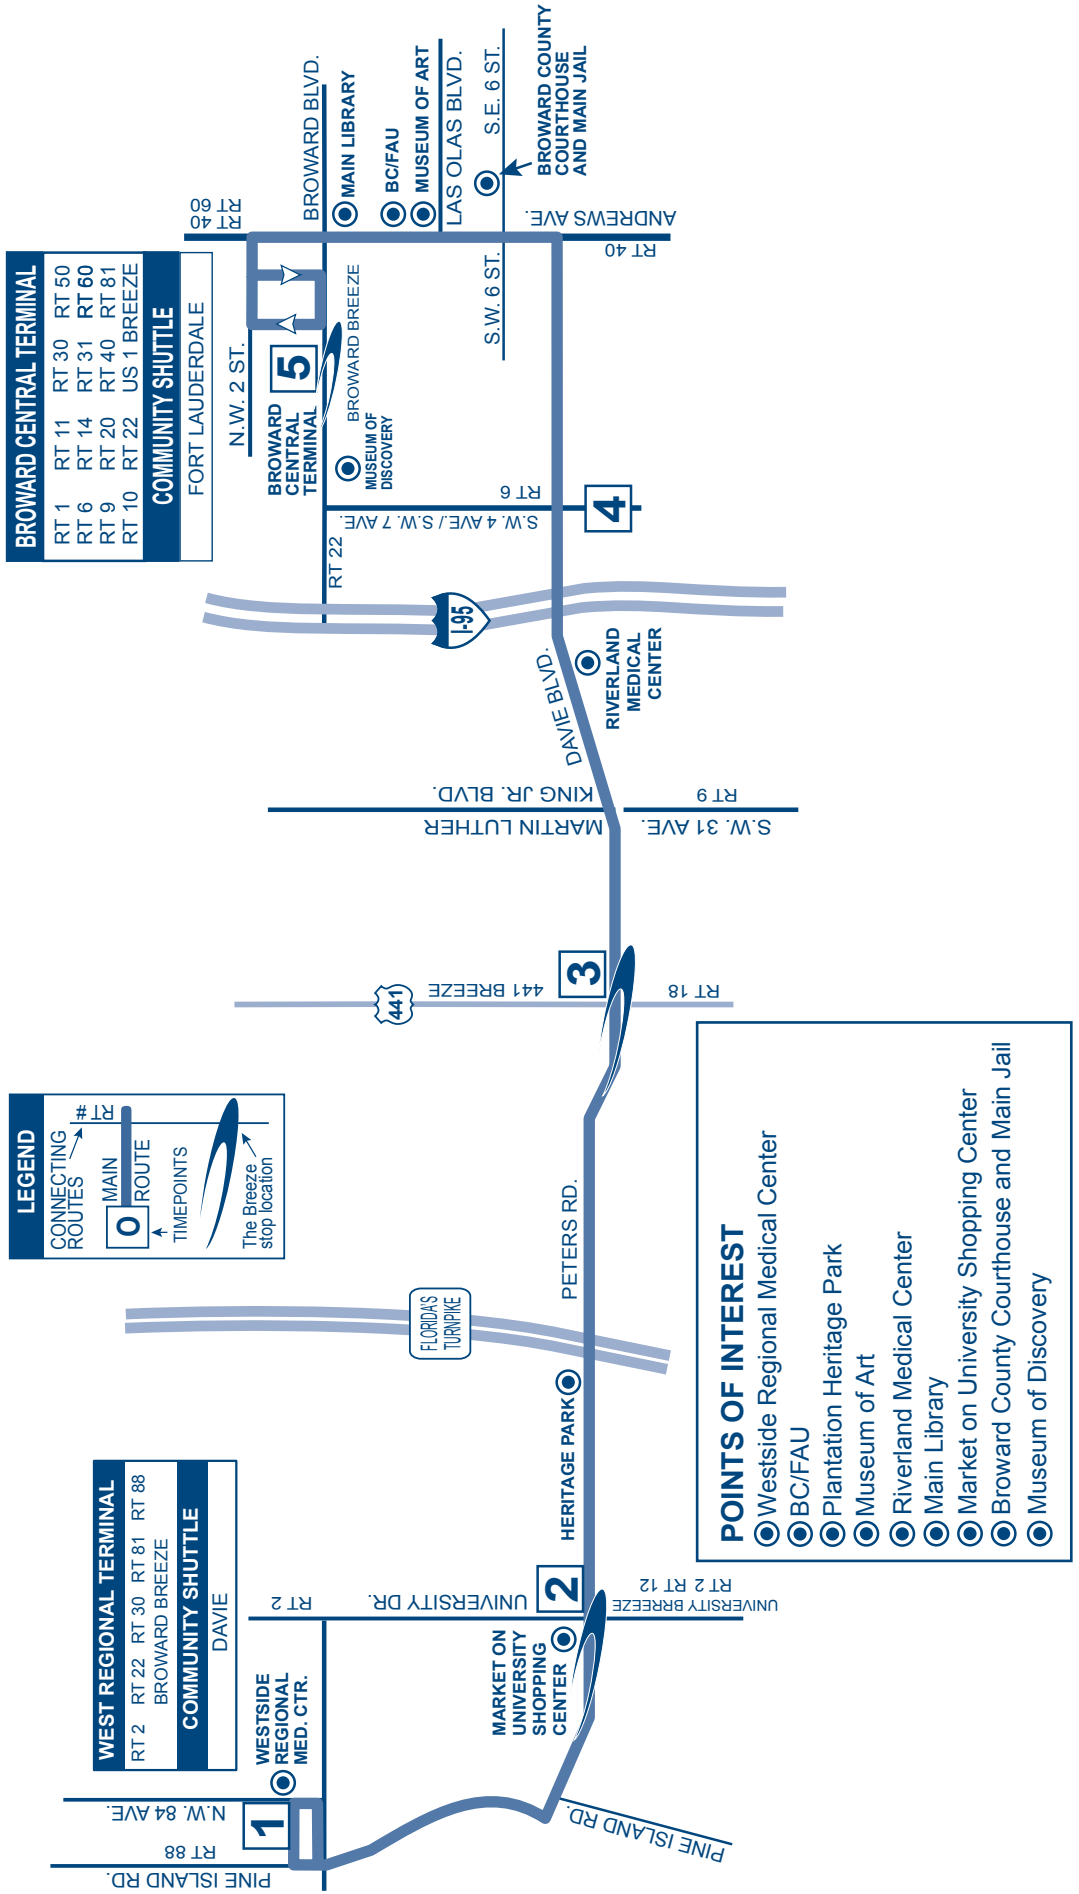 WEST REGIONAL TERMINAL
RT 2 RT 22 RT 30 RT 81 RT 88
BROWARD BREEZE
COMMUNITY SHUTTLE
DAVIE
LEGEND
CONNECTING
ROUTES
RT #
MAIN
ROUTE
O
TIMEPOINTS
The Breeze
stop location
BROWARD CENTRAL TERMINAL
RT 1 RT 11 RT 30 RT 50
RT 6 RT 14 RT 31 RT 60
RT 9 RT 20 RT 40 RT 81
RT 10 RT 22 US 1 BREEZE
COMMUNITY SHUTTLE
FORT LAUDERDALE
PINE ISLAND RD.
RT 88
N.W. 84 AVE.
1
WESTSIDE
REGIONAL
MED. CTR.
RT 2
UNIVERSITY DR.
2
MARKET ON
UNIVERSITY
SHOPPING
CENTER
PINE ISLAND RD.
UNIVERSITY BRREEZE
RT 2 RT 12
HERITAGE PARK
FLORIDA'S
TURNPIKE
PETERS RD.
441
441 BREEZE
3
RT 18
MARTIN LUTHER
KING JR. BLVD.
S.W. 31 AVE.
RT 9
DAVIE BLVD.
RIVERLAND
MEDICAL
CENTER
I-95
RT 22
S.W. 4 AVE./ S.W. 7 AVE.
RT 6
4
MUSEUM OF
DISCOVERY
N.W. 2 ST.
BROWARD
CENTRAL
TERMINAL
5
BROWARD BREEZE
RT 40
RT 60
BROWARD BLVD.
MAIN LIBRARY
BC/FAU
MUSEUM OF ART
LAS OLAS BLVD.
S.W. 6 ST.
S.E. 6 ST.
BROWARD COUNTY
COURTHOUSE
AND MAIN JAIL
ANDREWS AVE.
RT 40
POINTS OF INTEREST
Westside Regional Medical Center
BC/FAU
Plantation Heritage Park
Museum of Art
Riverland Medical Center
Main Library
Market on University Shopping Center
Broward County Courthouse and Main Jail
Museum of Discovery